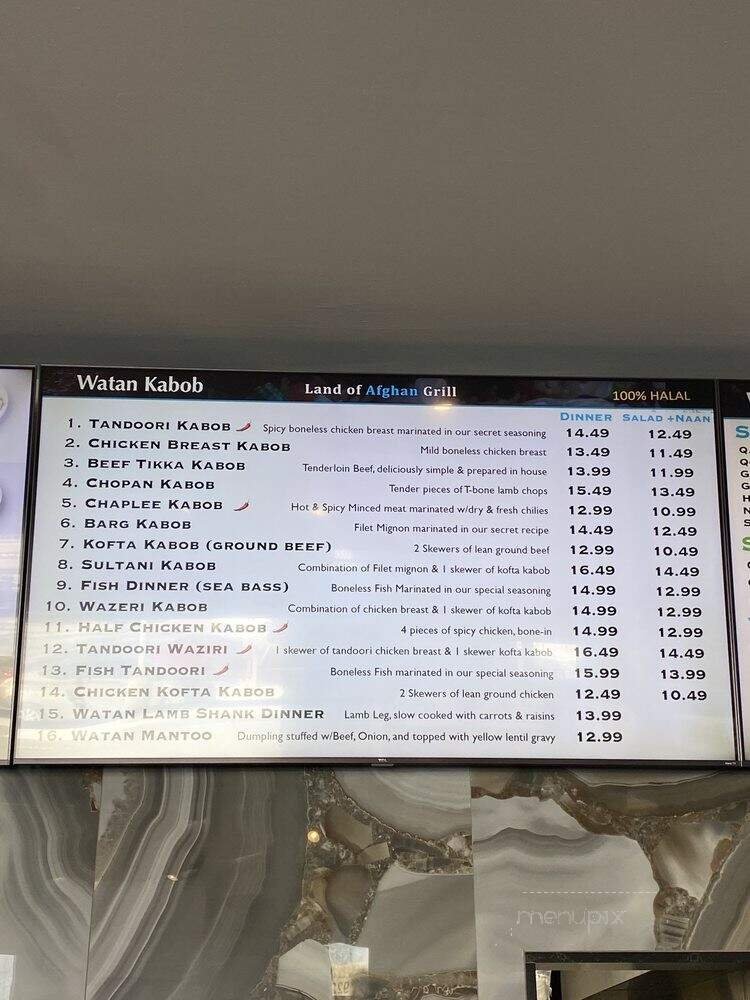 Watan Kabob Land of Afghan Grill 100% HALAL
DINNER SALAD +NAAN
1. TANDOORI KABOB Spicy boneless chicken breast marinated in our secret seasoning 14.49 12.49
2. CHICKEN BREAST KABOB Mild boneless chicken breast 13.49 11.49
3. BEEF TIKKA KABOB Tenderloin Beef, deliciously simple & prepared in house 13.99 11.99
4. CHOPAN KABOB Tender pieces of T-bone lamb chops 15.49 13.49
5. CHAPLEE KABOB Hot & Spicy Minced meat marinated w/dry & fresh chilies 12.99 10.99
6. BARG KABOB Filet Mignon marinated in our secret recipe 14.49 12.49
7. KOFTA KABOB (GROUND BEEF) 2 Skewers of lean ground beef 12.99 10.49
8. SULTANI KABOB Combination of Filet mignon & 1 skewer of kofta kabob 16.49 14.49
9. FISH DINNER (SEA BASS) Boneless Fish Marinated in our special seasoning 14.99 12.99
10. WAZERI KABOB Combination of chicken breast & 1 skewer of kofta kabob 14.99 12.99
11. HALF CHICKEN KABOB 4 pieces of spicy chicken, bone-in 14.99 12.99
12. TANDOORI WAZIRI 1 skewer of tandoori chicken breast & 1 skewer kofta kabob 16.49 14.49
13. FISH TANDOORI Boneless Fish marinated in our special seasoning 15.99 13.99
14. CHICKEN KOFTA KABOB 2 Skewers of lean ground chicken 12.49 10.49
15. WATAN LAMB SHANK DINNER Lamb Leg, slow cooked with carrots & raisins 13.99
16. WATAN MANTOO Dumpling stuffed w/Beef, Onion, and topped with yellow lentil gravy 12.99
TCL
menupix